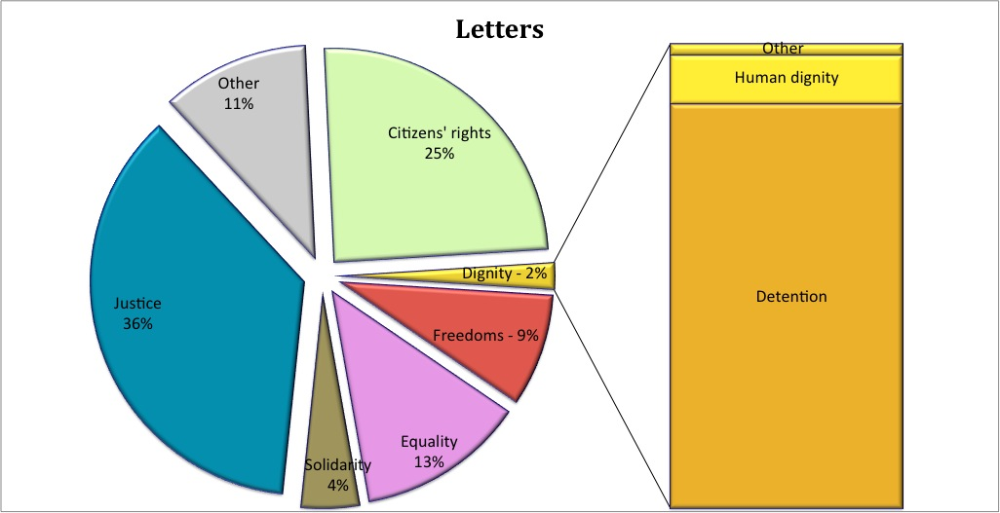 Letters
Other
11%
Citizens' rights
25%
Dignity - 2%
Freedoms - 9%
Equality
13%
Solidarity
4%
Justice
36%
Other
Human dignity
Detention